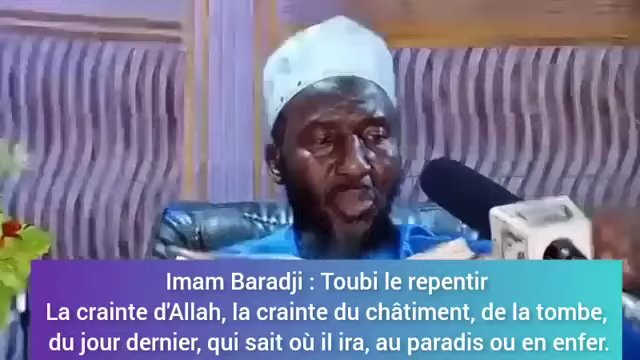 Imam Baradji : Toubi le repentir
La crainte d'Allah, la crainte du châtiment, de la tombe,
du jour dernier, qui sait où il ira, au paradis ou en enfer.